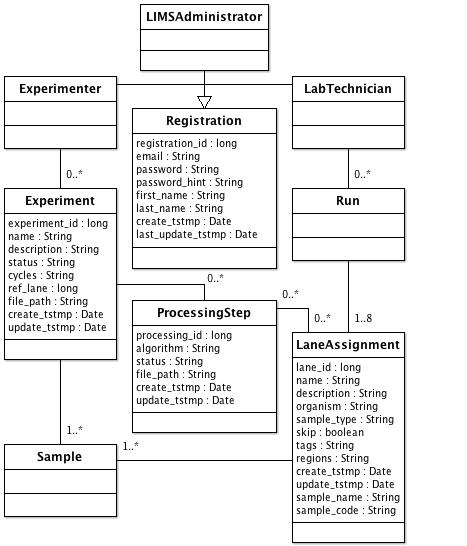 LIMSAdministrator
Experimenter
LabTechnician
Registration
registration_id : long
email : String
password : String
password_hint : String
first_name : String
last_name : String
create_tstmp : Date
last_update_tstmp : Date
0..*
0..*
Experiment
experiment_id : long
name : String
description : String
status : String
cycles : String
ref_lane : long
file_path : String
create_tstmp : Date
update_tstmp : Date
Run
0..*
0..*
ProcessingStep
processing_id : long
algorithm : String
status : String
file_path : String
create_tstmp : Date
update_tstmp : Date
0..*
1..8
LaneAssignment
lane_id : long
name : String
description : String
organism : String
sample_type : String
skip : boolean
tags : String
regions : String
create_tstmp : Date
update_tstmp : Date
sample_name : String
sample_code : String
1..*
1..*
Sample